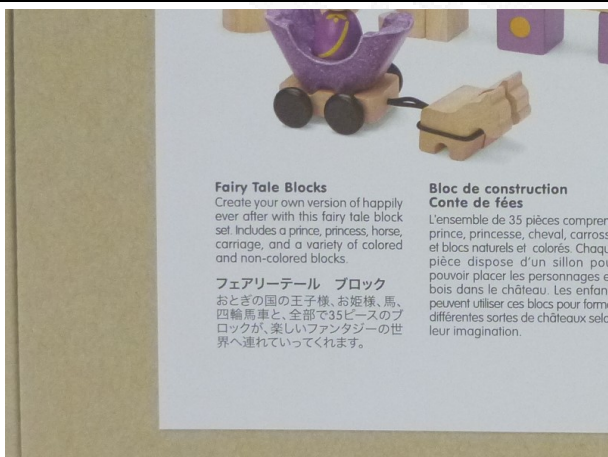 Fairy Tale Blocks
Create your own version of happily
ever after with this fairy tale block
set. Includes a prince, princess, horse,
carriage, and a variety of colored
and non-colored blocks.
フェアリーテール　ブロック
おとぎの国の王子様、お姫様、馬、
四輪馬車と、全部で35ピースのブ
ロックが、楽しいファンタジーの世
界へ連れていってくれます。
Bloc de construction
Conte de fées
L'ensemble de 35 pièces compren
prince, princesse, cheval, carross
et blocs naturels et colorés. Chaqu
pièce dispose d'un sillon pou
pouvoir placer les personnages e
bois dans le château. Les enfan
peuvent utiliser ces blocs pour forme
différentes sortes de châteaux selo
leur imagination.